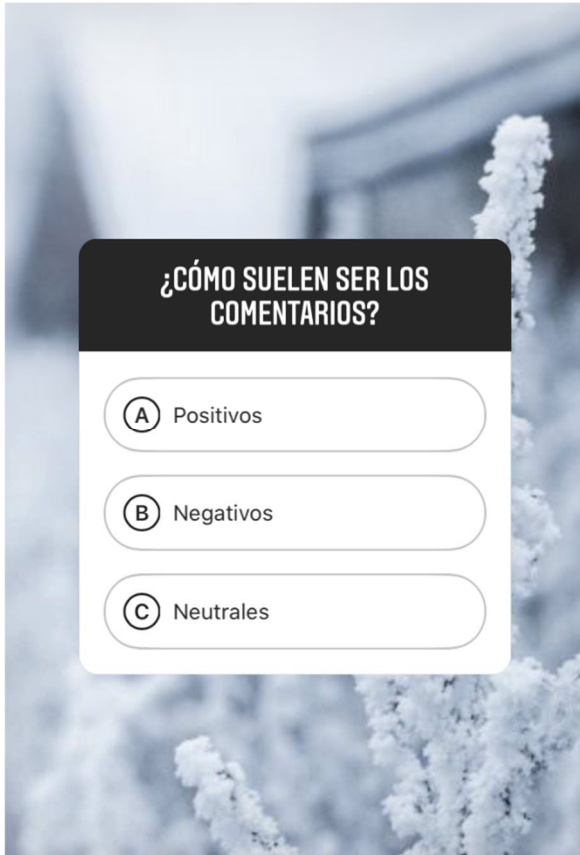 ¿CÓMO SUELEN SER LOS
COMENTARIOS?
A Positivos
B Negativos
C Neutrales